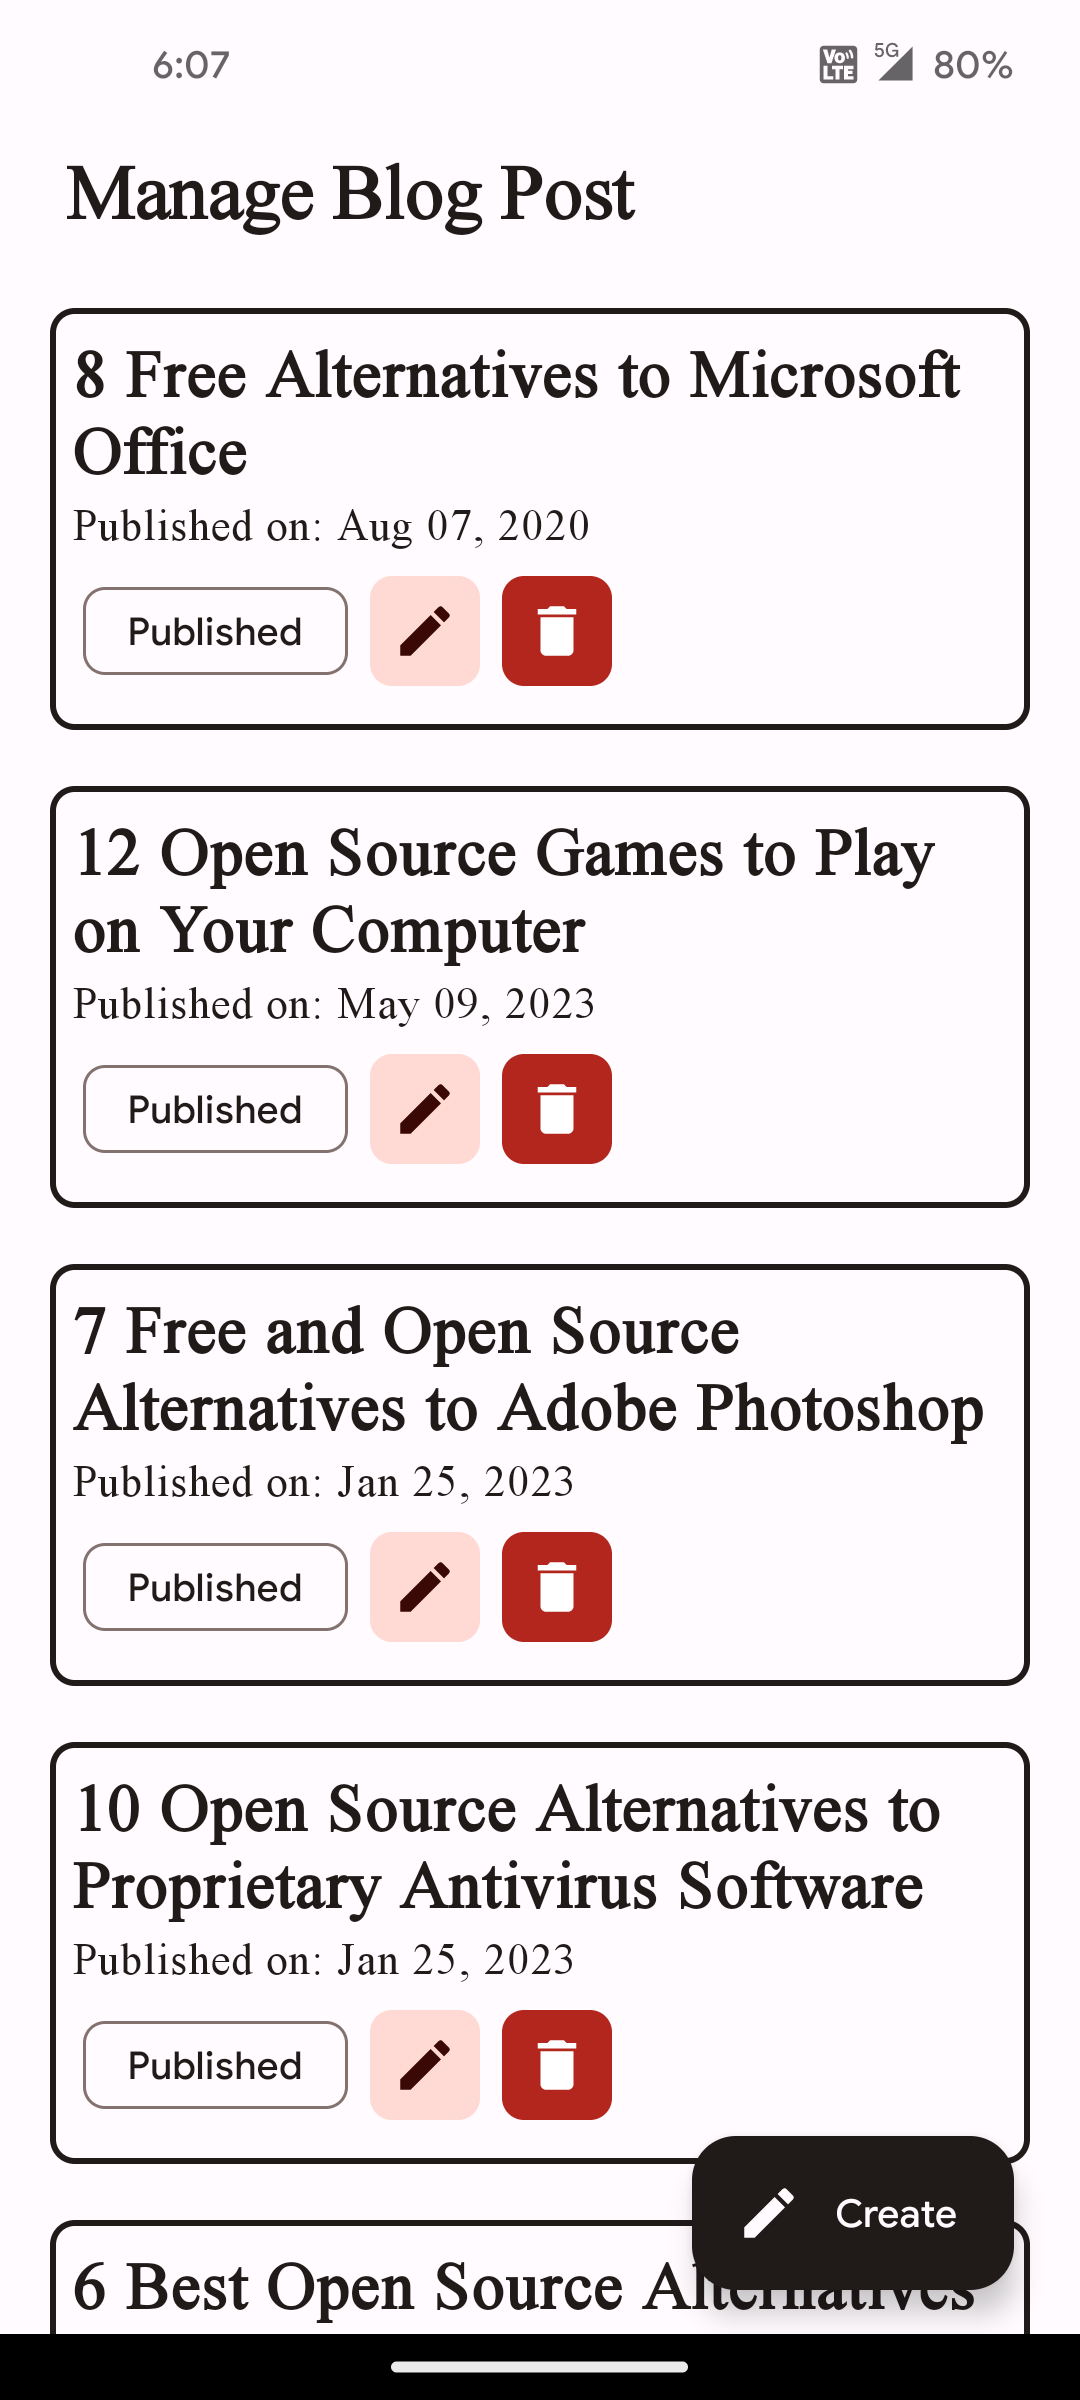 6:07
Vo LTE 5G 80%
Manage Blog Post
8 Free Alternatives to Microsoft
Office
Published on: Aug 07, 2020
Published
12 Open Source Games to Play
on Your Computer
Published on: May 09, 2023
Published
7 Free and Open Source
Alternatives to Adobe Photoshop
Published on: Jan 25, 2023
Published
10 Open Source Alternatives to
Proprietary Antivirus Software
Published on: Jan 25, 2023
Published
Create
6 Best Open Source Alternatives